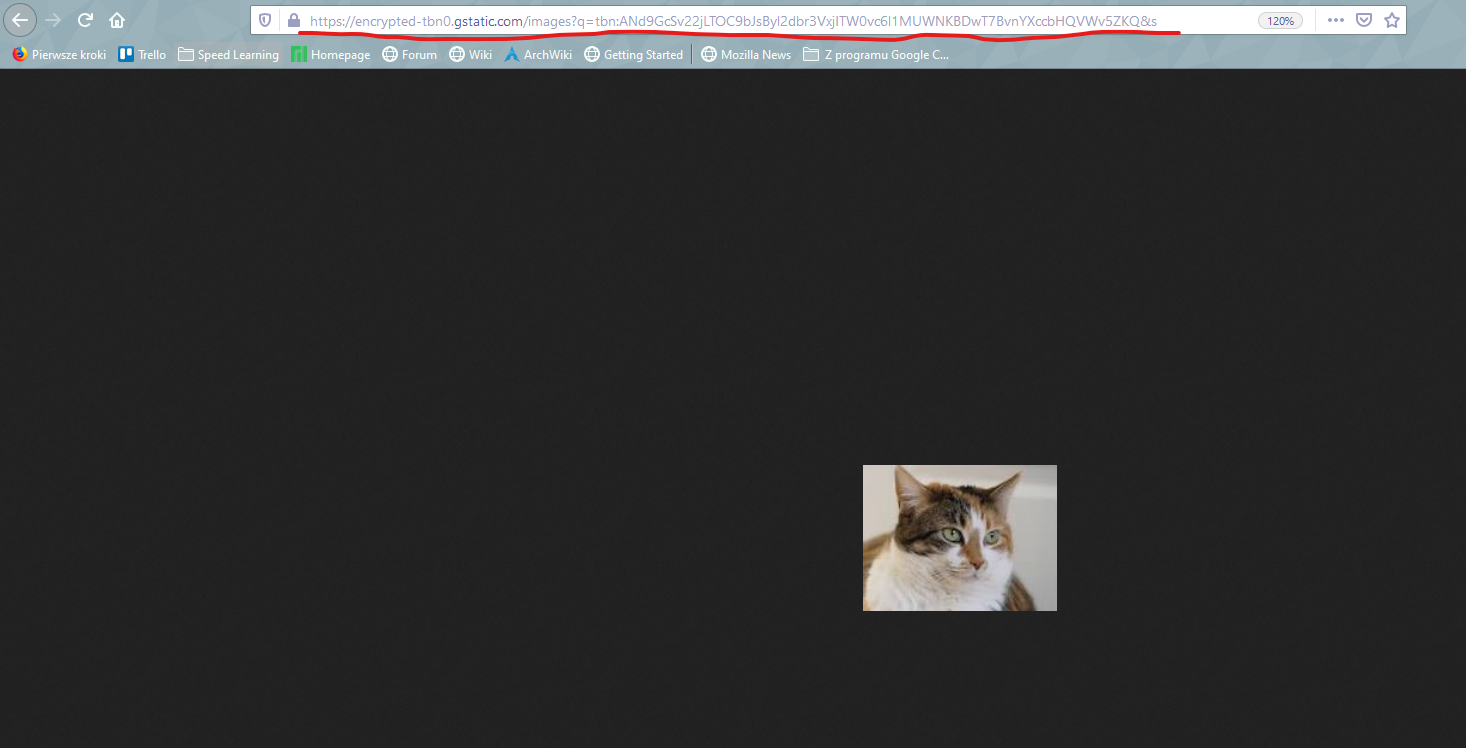 https://encrypted-tbn0.gstatic.com/images?q=tbn:ANd9GcSv22jLTOC9bJsByl2dbr3VxjITW0vc6l1MUWNKBDwT7BvnYXccbHQVWv5ZKQ&s 120%
Pierwsze kroki Trello Speed Learning Homepage Forum Wiki ArchWiki Getting Started Mozilla News Z programu Google C...